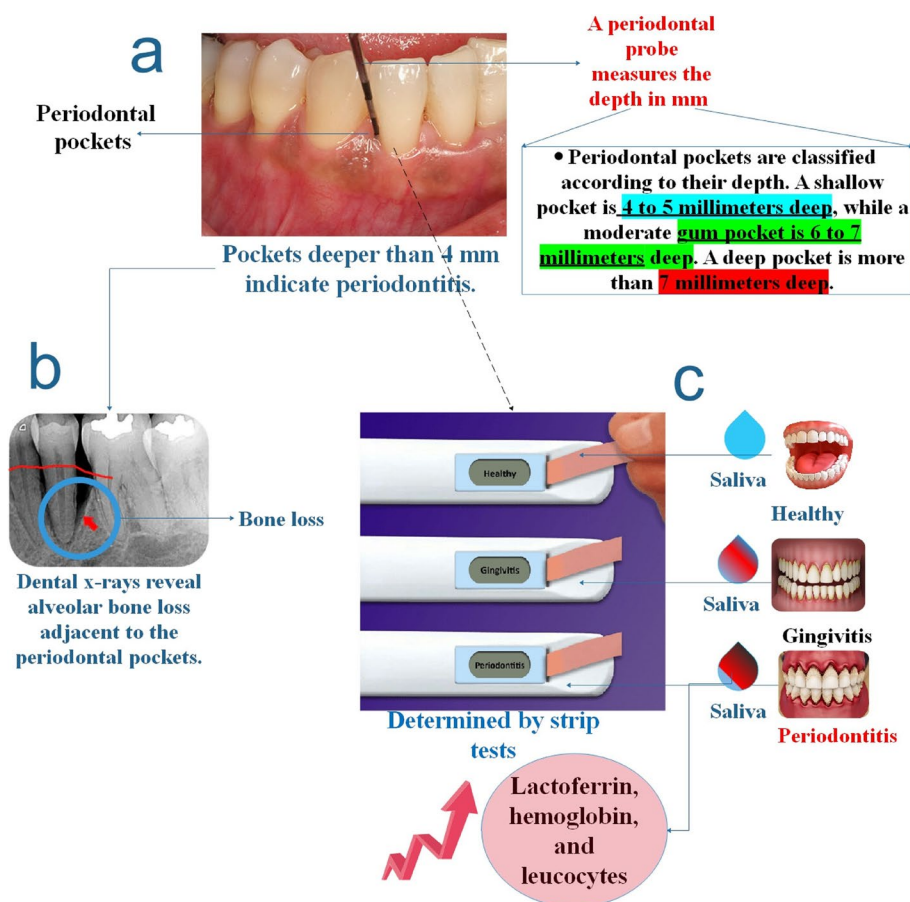 a
A periodontal
probe
measures the
depth in mm
Periodontal
pockets
• Periodontal pockets are classified
according to their depth. A shallow
pocket is 4 to 5 millimeters deep, while a
moderate gum pocket is 6 to 7
millimeters deep. A deep pocket is more
than 7 millimeters deep.
Pockets deeper than 4 mm
indicate periodontitis.
b
Bone loss
Dental x-rays reveal
alveolar bone loss
adjacent to the
periodontal pockets.
c
Healthy
Saliva
Healthy
Gingivitis
Saliva
Gingivitis
Periodontitis
Saliva
Periodontitis
Determined by strip
tests
Lactoferrin,
hemoglobin,
and
leucocytes